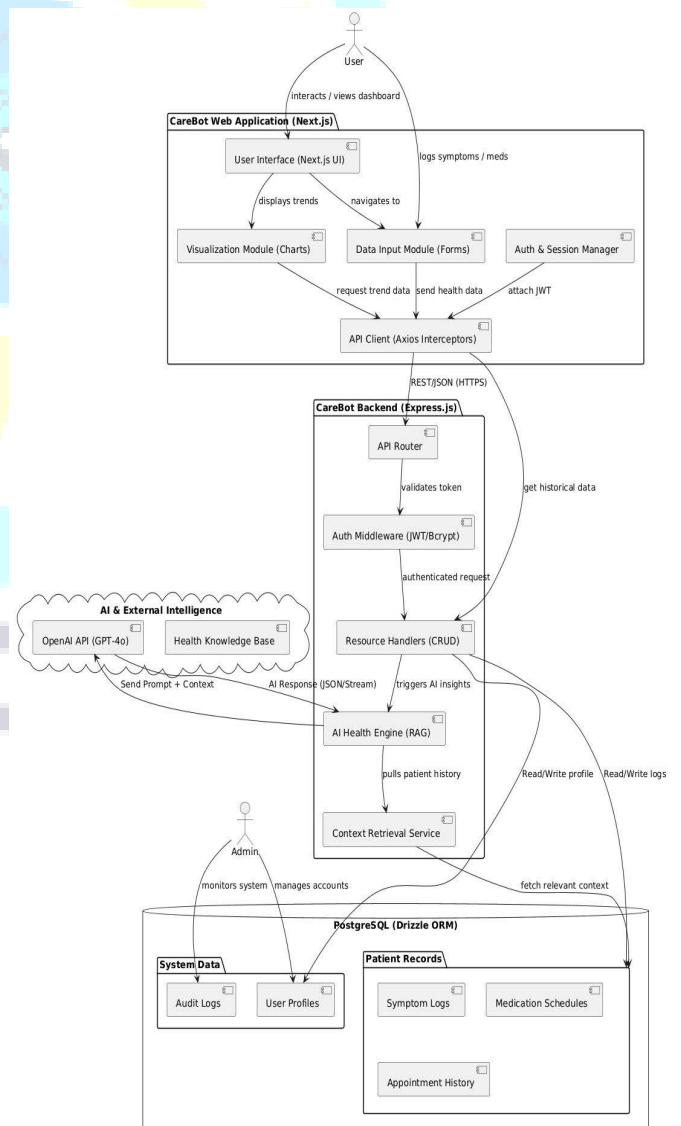 User
interacts / views dashboard
CareBot Web Application (Next.js)
User Interface (Next.js UI)
logs symptoms / meds
displays trends
navigates to
Visualization Module (Charts)
Data Input Module (Forms)
Auth & Session Manager
request trend data
send health data
attach JWT
API Client (Axios Interceptors)
REST/JSON (HTTPS)
CareBot Backend (Express.js)
API Router
validates token
get historical data
Auth Middleware (JWT/Bcrypt)
authenticated request
AI & External Intelligence
OpenAI API (GPT-4o)
Health Knowledge Base
Resource Handlers (CRUD)
Send Prompt + Context
AI Response (JSON/Stream)
triggers AI insights
AI Health Engine (RAG)
pulls patient history
Read/Write profile
Read/Write logs
Context Retrieval Service
Admin
monitors system
manages accounts
fetch relevant context
PostgreSQL (Drizzle ORM)
System Data
Patient Records
Audit Logs
User Profiles
Symptom Logs
Medication Schedules
Appointment History